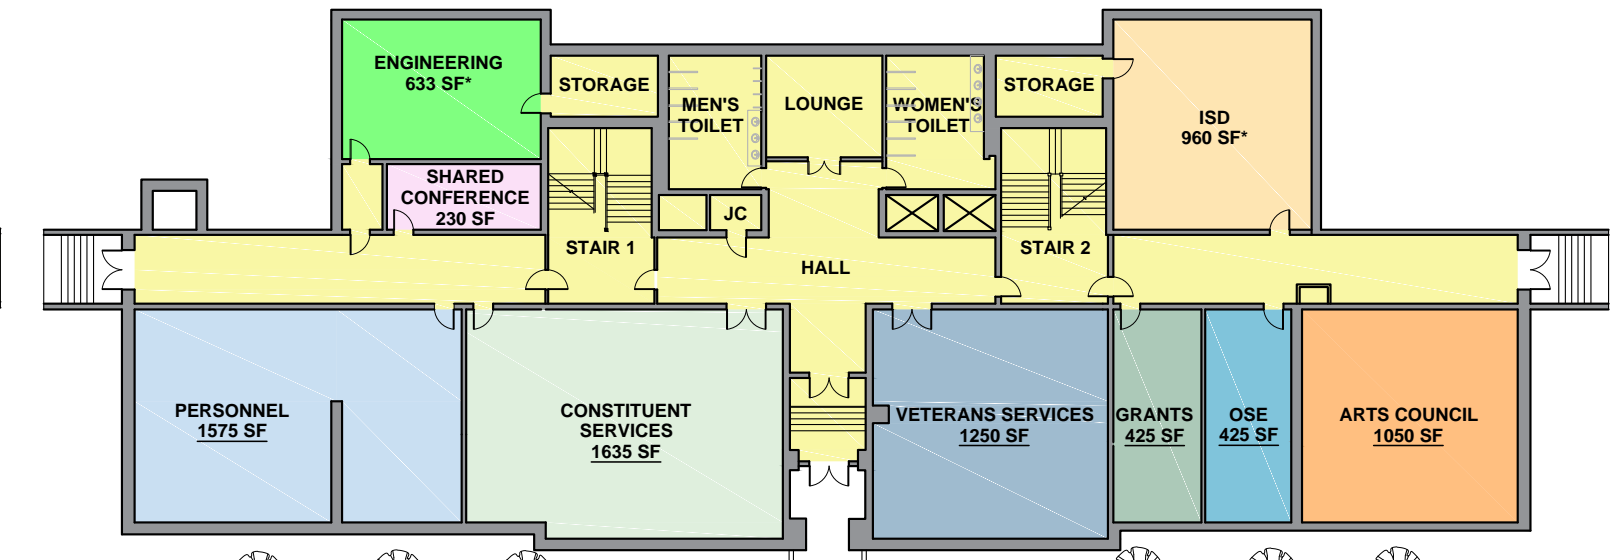 ENGINEERING
633 SF*
STORAGE
MEN'S
TOILET
LOUNGE
WOMEN'S
TOILET
STORAGE
ISD
960 SF*
SHARED
CONFERENCE
230 SF
JC
STAIR 1
HALL
STAIR 2
PERSONNEL
1575 SF
CONSTITUENT
SERVICES
1635 SF
VETERANS SERVICES
1250 SF
GRANTS
425 SF
OSE
425 SF
ARTS COUNCIL
1050 SF